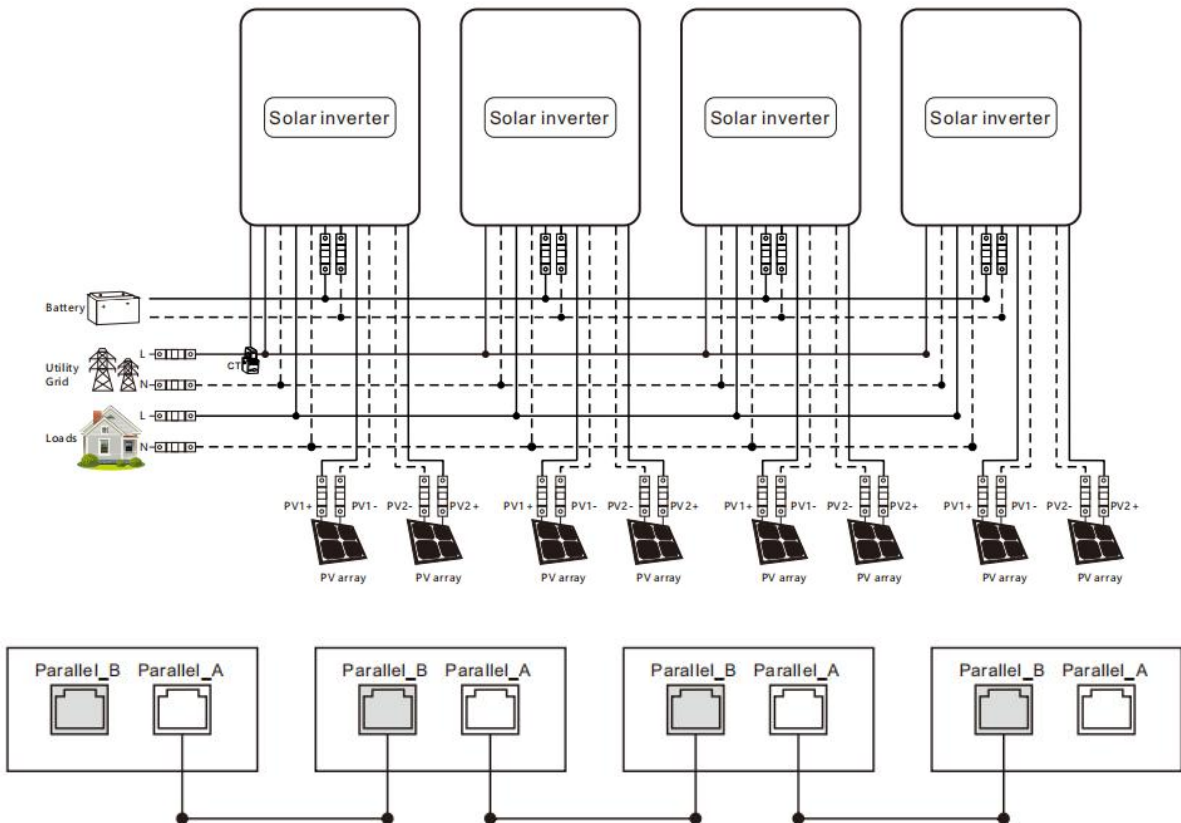 Solar inverter Solar inverter Solar inverter Solar inverter
Battery
Utility
Grid
L
CT
N
L
Loads
N
PV1+ PV1- PV2- PV2+ PV1+ PV1- PV2- PV2+ PV1+ PV1- PV2- PV2+ PV1+ PV1- PV2- PV2+
PV array PV array PV array PV array PV array PV array PV array PV array
Parallel_B Parallel_A Parallel_B Parallel_A Parallel_B Parallel_A Parallel_B Parallel_A